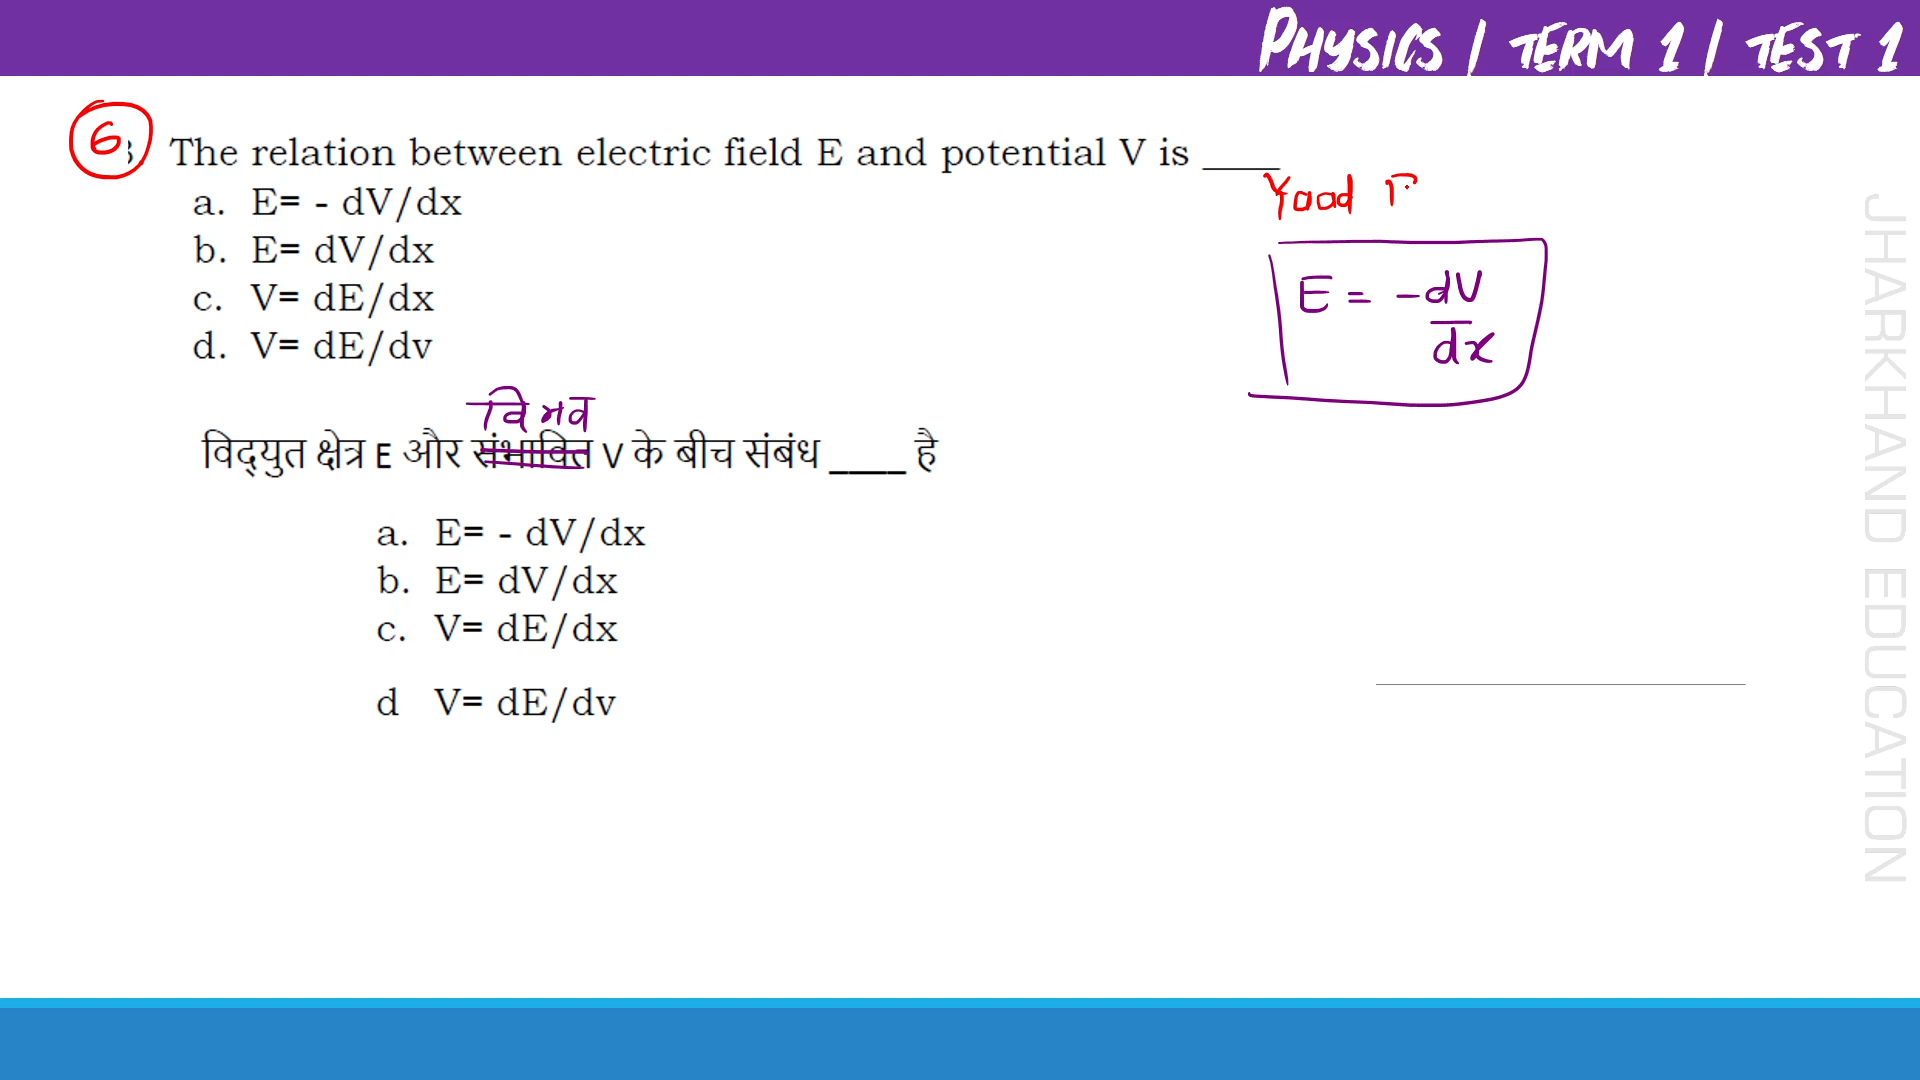 PHYSICS | TERM 1 | TEST 1
6. The relation between electric field E and potential V is ____
Yaad
a. E= - dV/dx
b. E= dV/dx
c. V= dE/dx
d. V= dE/dv
E = -dV
dx
विभव
विद्युत क्षेत्र E और संभावित V के बीच संबंध ____ है
a. E= - dV/dx
b. E= dV/dx
c. V= dE/dx
d V= dE/dv
JHARKHAND EDUCATION